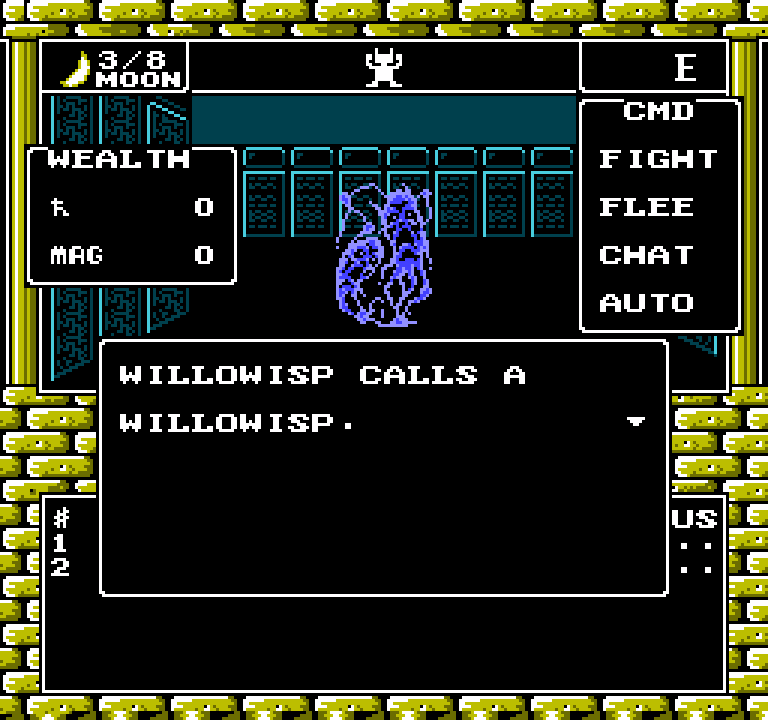 3/8
MOON
E
CMD
FIGHT
FLEE
CHAT
AUTO
WEALTH
0
MAG 0
WILLOWISP CALLS A
WILLOWISP.
# US
1 ..
2 ..